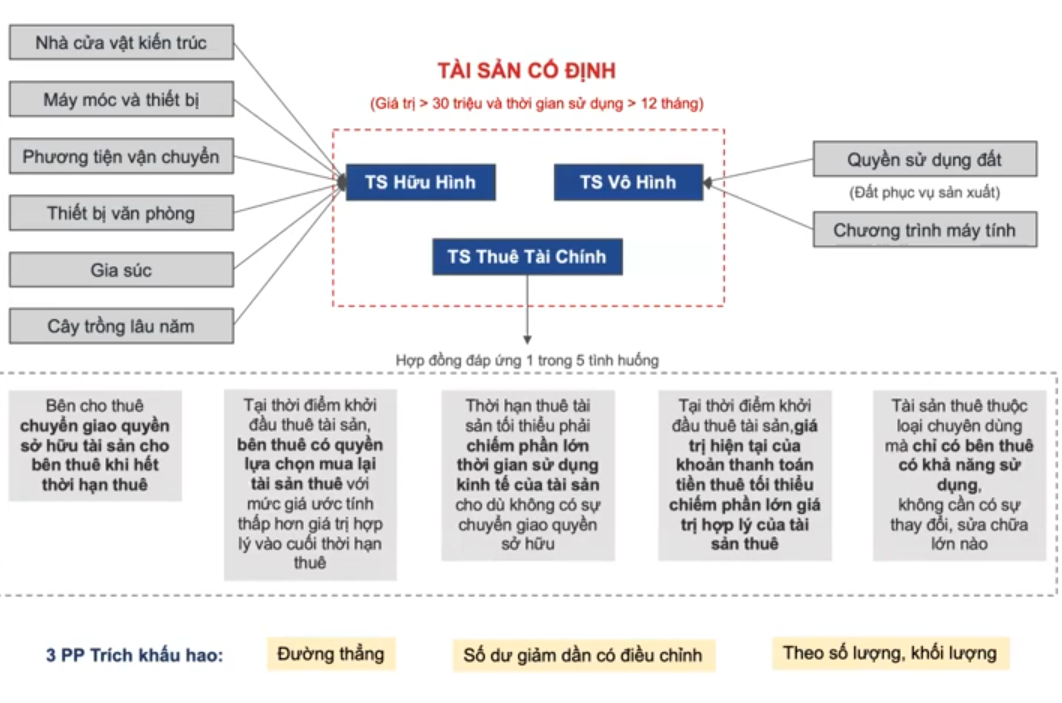 TÀI SẢN CỐ ĐỊNH
(Giá trị > 30 triệu và thời gian sử dụng > 12 tháng)
Nhà cửa vật kiến trúc
Máy móc và thiết bị
Phương tiện vận chuyển
Thiết bị văn phòng
Gia súc
Cây trồng lâu năm
TS Hữu Hình
TS Vô Hình
TS Thuê Tài Chính
Quyền sử dụng đất
(Đất phục vụ sản xuất)
Chương trình máy tính
Hợp đồng đáp ứng 1 trong 5 tình huống
Bên cho thuê
chuyển giao quyền
sở hữu tài sản cho
bên thuê khi hết
thời hạn thuê
Tại thời điểm khởi
đầu thuê tài sản,
bên thuê có quyền
lựa chọn mua lại
tài sản thuê với
mức giá ước tính
thấp hơn giá trị hợp
lý vào cuối thời hạn
thuê
Thời hạn thuê tài
sản tối thiểu phải
chiếm phần lớn
thời gian sử dụng
kinh tế của tài sản
cho dù không có sự
chuyển giao quyền
sở hữu
Tại thời điểm khởi
đầu thuê tài sản,giá
trị hiện tại của
khoản thanh toán
tiền thuê tối thiểu
chiếm phần lớn giá
trị hợp lý của tài
sản thuê
Tài sản thuê thuộc
loại chuyên dùng
mà chỉ có bên thuê
có khả năng sử
dụng,
không cần có sự
thay đổi, sửa chữa
lớn nào
3 PP Trích khấu hao:
Đường thẳng
Số dư giảm dần có điều chỉnh
Theo số lượng, khối lượng